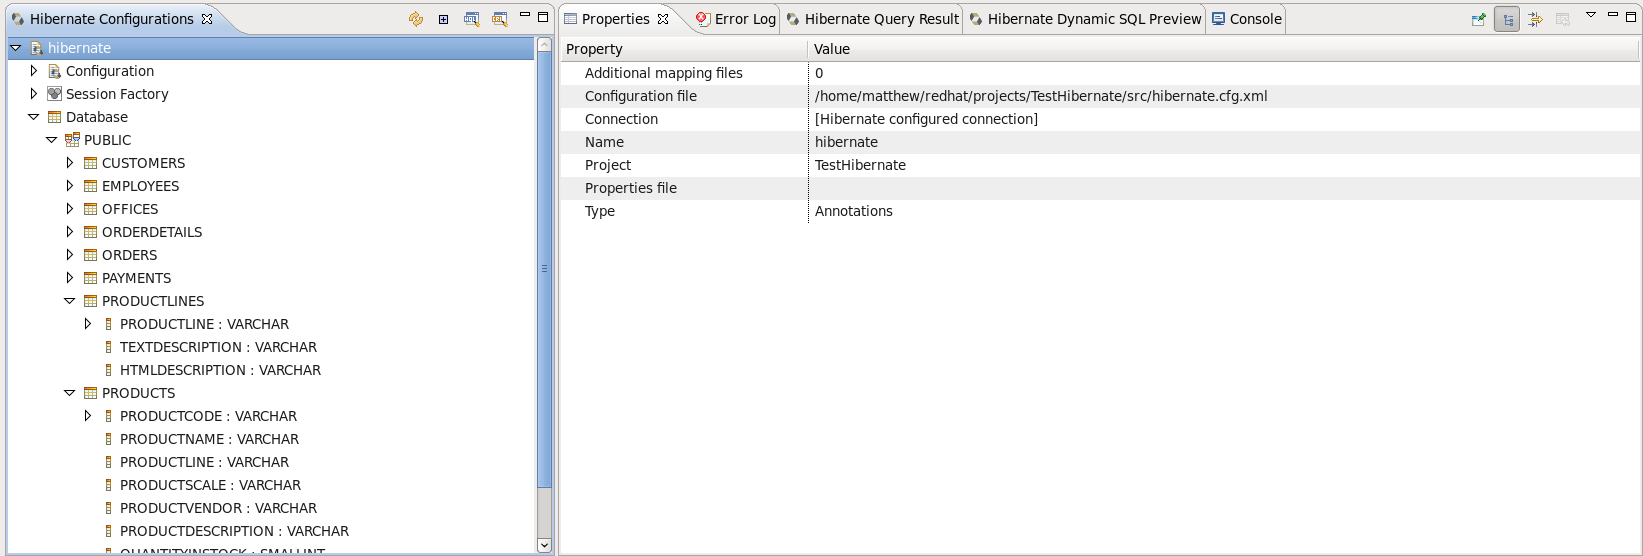 Hibernate Configurations
hibernate
Configuration
Session Factory
Database
PUBLIC
CUSTOMERS
EMPLOYEES
OFFICES
ORDERDETAILS
ORDERS
PAYMENTS
PRODUCTLINES
PRODUCTLINE : VARCHAR
TEXTDESCRIPTION : VARCHAR
HTMLDESCRIPTION : VARCHAR
PRODUCTS
PRODUCTCODE : VARCHAR
PRODUCTNAME : VARCHAR
PRODUCTLINE : VARCHAR
PRODUCTSCALE : VARCHAR
PRODUCTVENDOR : VARCHAR
PRODUCTDESCRIPTION : VARCHAR
QUANTITYINSTOCK : SMALLINT
Properties Error Log Hibernate Query Result Hibernate Dynamic SQL Preview Console
Property Value
Additional mapping files 0
Configuration file /home/matthew/redhat/projects/TestHibernate/src/hibernate.cfg.xml
Connection [Hibernate configured connection]
Name hibernate
Project TestHibernate
Properties file
Type Annotations